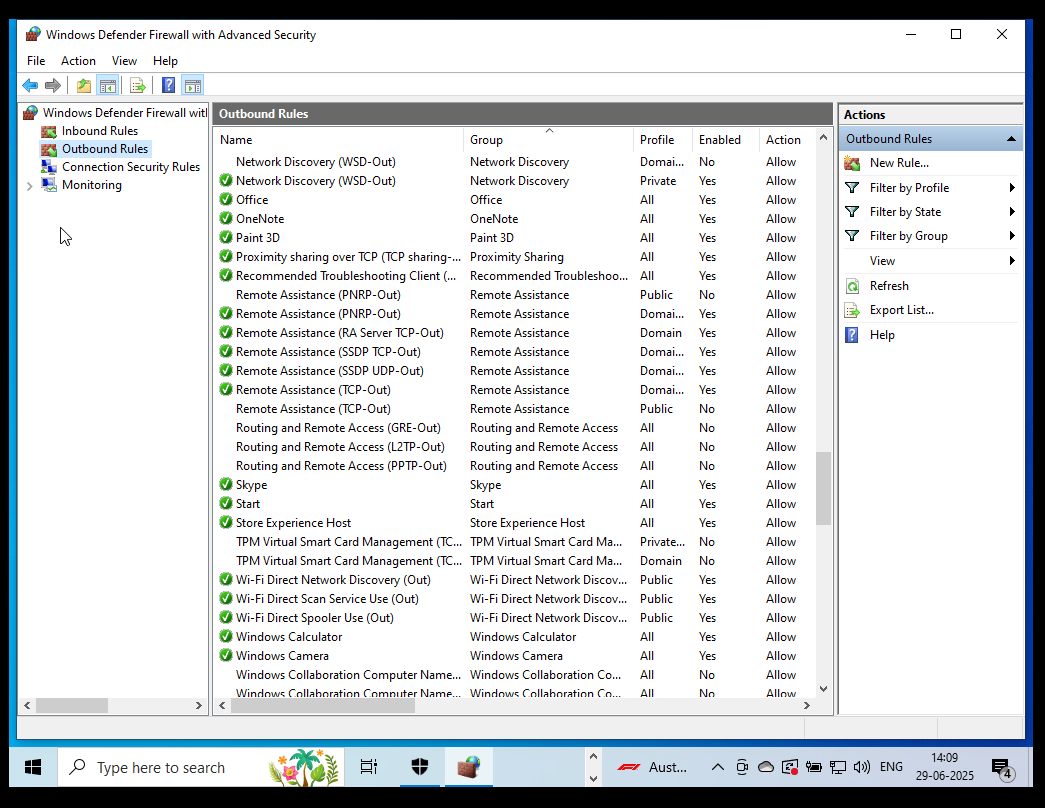 Windows Defender Firewall with Advanced Security
File Action View Help
Windows Defender Firewall wit
Inbound Rules
Outbound Rules
Connection Security Rules
Monitoring
Outbound Rules
Name Group Profile Enabled Action
Network Discovery (WSD-Out) Network Discovery Domai... No Allow
Network Discovery (WSD-Out) Network Discovery Private Yes Allow
Office Office All Yes Allow
OneNote OneNote All Yes Allow
Paint 3D Paint 3D All Yes Allow
Proximity sharing over TCP (TCP sharing-... Proximity Sharing All Yes Allow
Recommended Troubleshooting Client (... Recommended Troubleshoo... All Yes Allow
Remote Assistance (PNRP-Out) Remote Assistance Public No Allow
Remote Assistance (PNRP-Out) Remote Assistance Domai... Yes Allow
Remote Assistance (RA Server TCP-Out) Remote Assistance Domain Yes Allow
Remote Assistance (SSDP TCP-Out) Remote Assistance Domai... Yes Allow
Remote Assistance (SSDP UDP-Out) Remote Assistance Domai... Yes Allow
Remote Assistance (TCP-Out) Remote Assistance Domai... Yes Allow
Remote Assistance (TCP-Out) Remote Assistance Public No Allow
Routing and Remote Access (GRE-Out) Routing and Remote Access All No Allow
Routing and Remote Access (L2TP-Out) Routing and Remote Access All No Allow
Routing and Remote Access (PPTP-Out) Routing and Remote Access All No Allow
Skype Skype All Yes Allow
Start Start All Yes Allow
Store Experience Host Store Experience Host All Yes Allow
TPM Virtual Smart Card Management (TC... TPM Virtual Smart Card Ma... Private... No Allow
TPM Virtual Smart Card Management (TC... TPM Virtual Smart Card Ma... Domain No Allow
Wi-Fi Direct Network Discovery (Out) Wi-Fi Direct Network Discov... Public Yes Allow
Wi-Fi Direct Scan Service Use (Out) Wi-Fi Direct Network Discov... Public Yes Allow
Wi-Fi Direct Spooler Use (Out) Wi-Fi Direct Network Discov... Public Yes Allow
Windows Calculator Windows Calculator All Yes Allow
Windows Camera Windows Camera All Yes Allow
Windows Collaboration Computer Name... Windows Collaboration Co... All No Allow
Windows Collaboration Computer Name... Windows Collaboration Co... All No Allow
Actions
Outbound Rules
New Rule...
Filter by Profile
Filter by State
Filter by Group
View
Refresh
Export List...
Help
Type here to search
Aust...
ENG
14:09
29-06-2025
4